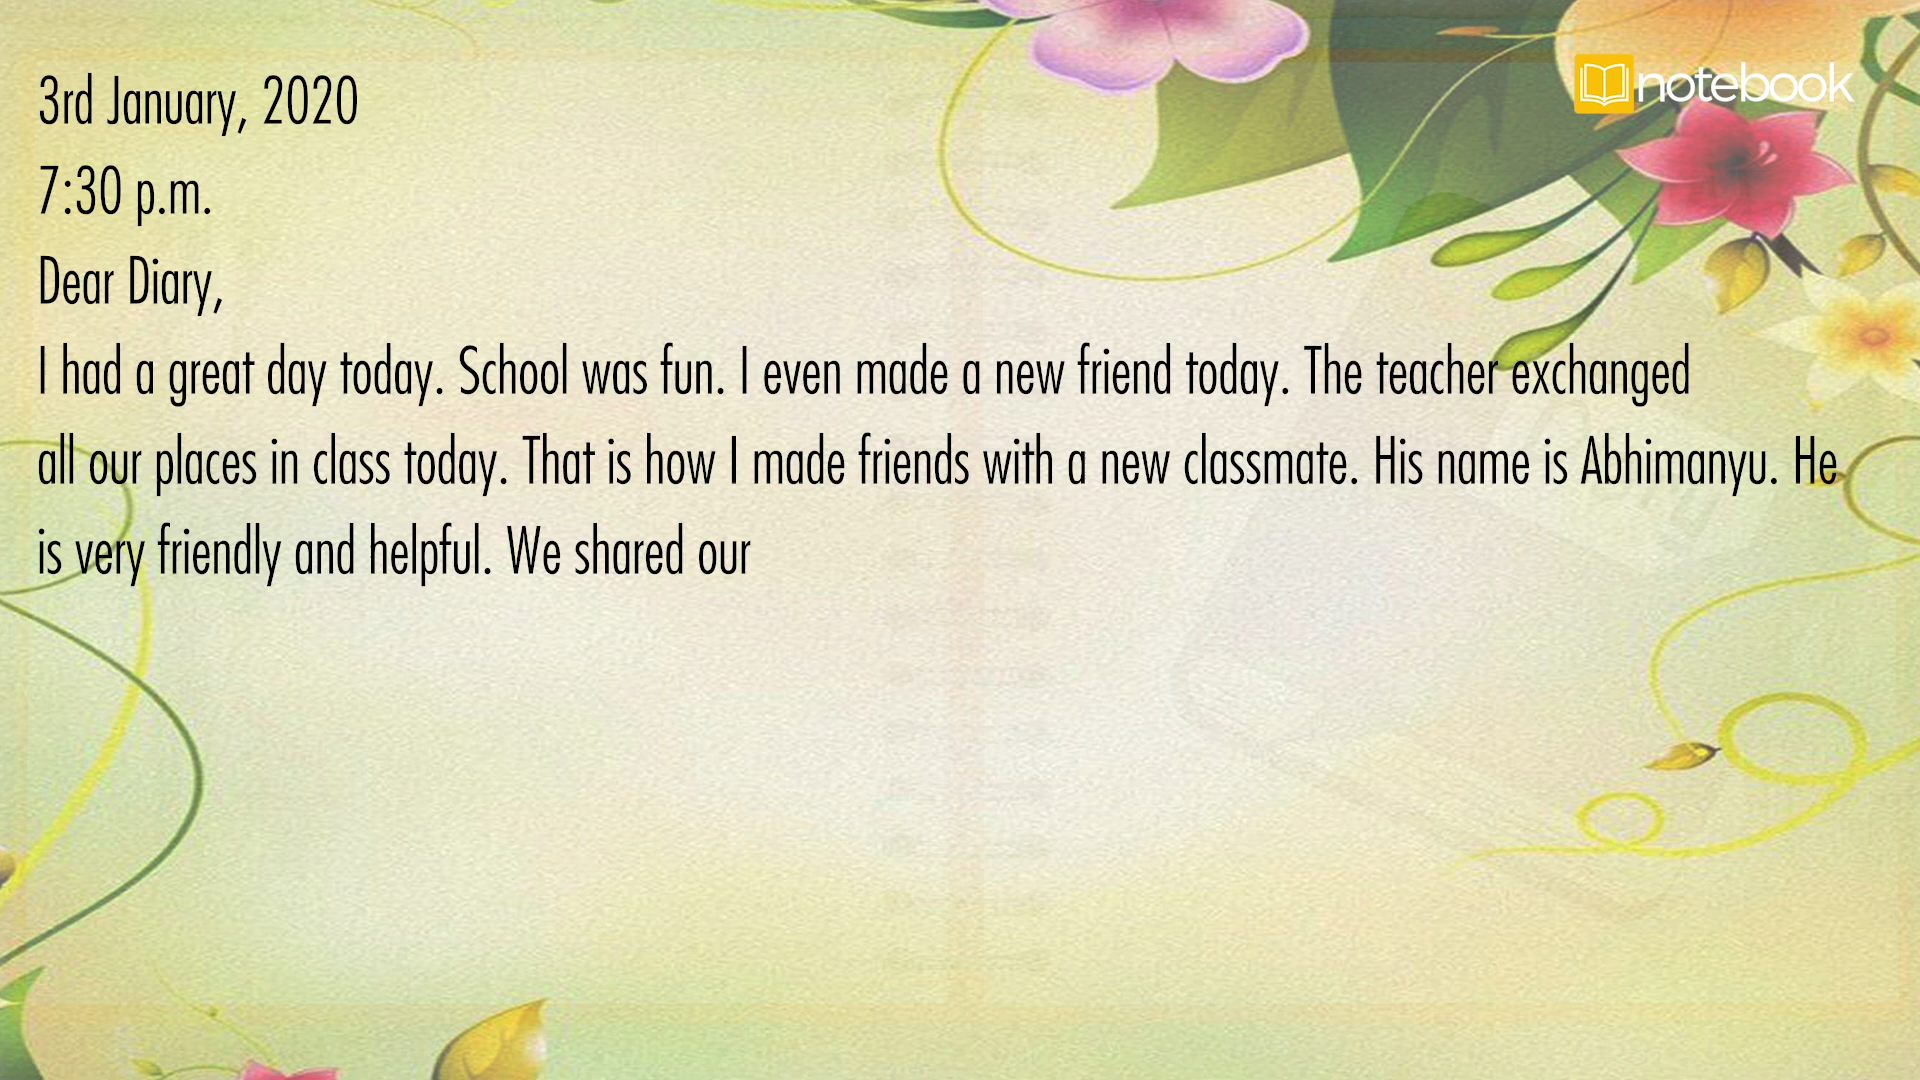 notebook
3rd January, 2020
7:30 p.m.
Dear Diary,
I had a great day today. School was fun. I even made a new friend today. The teacher exchanged
all our places in class today. That is how I made friends with a new classmate. His name is Abhimanyu. He
is very friendly and helpful. We shared our